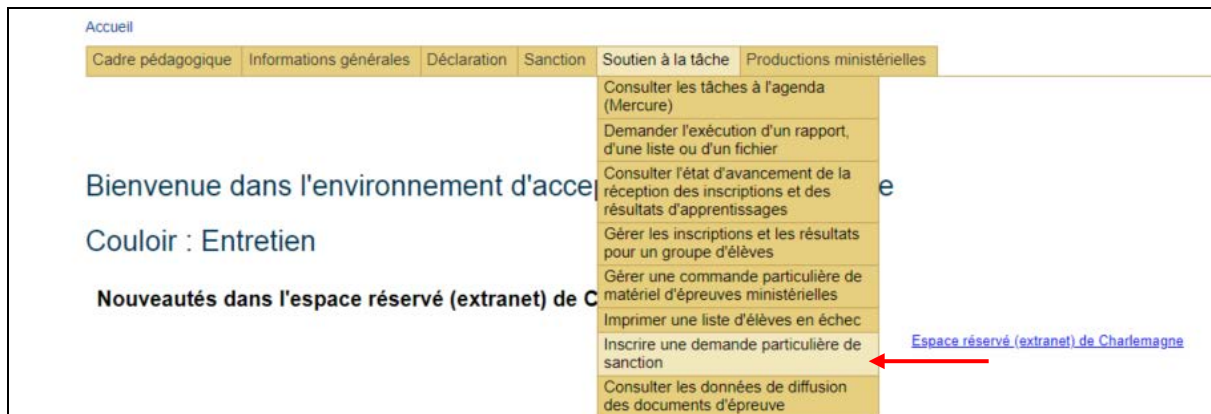 Accueil
Cadre pédagogique Informations générales Déclaration Sanction Soutien à la tâche Productions ministérielles
Consulter les tâches à l'agenda
(Mercure)
Demander l'exécution d'un rapport,
d'une liste ou d'un fichier
Consulter l'état d'avancement de la
réception des inscriptions et des
résultats d'apprentissages
Gérer les inscriptions et les résultats
pour un groupe d'élèves
Gérer une commande particulière de
matériel d'épreuves ministérielles
Imprimer une liste d'élèves en échec
Inscrire une demande particulière de
sanction
Consulter les données de diffusion
des documents d'épreuve
Bienvenue dans l'environnement d'accep e
Couloir : Entretien
Nouveautés dans l'espace réservé (extranet) de C
Espace réservé (extranet) de Charlemagne